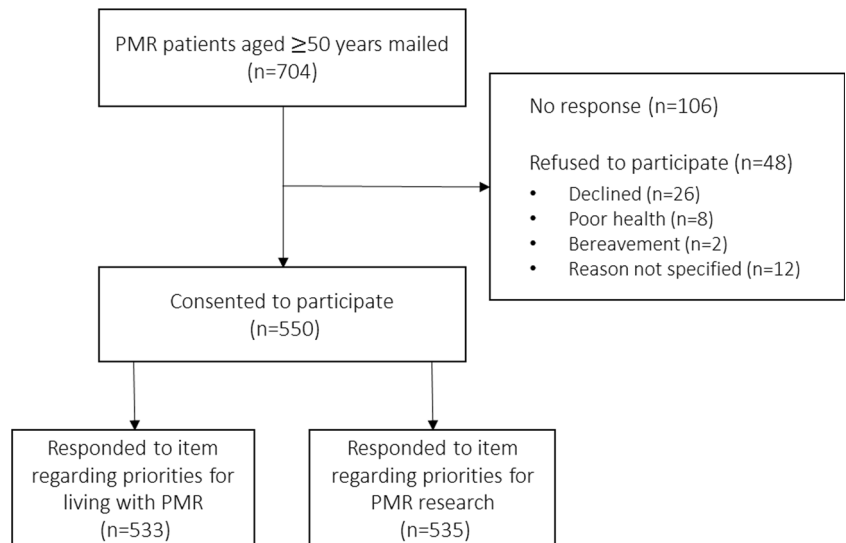 PMR patients aged ≥50 years mailed
(n=704)
No response (n=106)
Refused to participate (n=48)
• Declined (n=26)
• Poor health (n=8)
• Bereavement (n=2)
• Reason not specified (n=12)
Consented to participate
(n=550)
Responded to item
regarding priorities for
living with PMR
(n=533)
Responded to item
regarding priorities for
PMR research
(n=535)